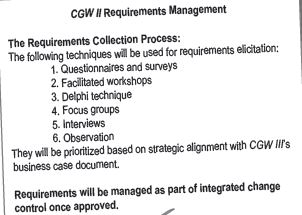 CGW II Requirements Management
The Requirements Collection Process:
The following techniques will be used for requirements elicitation:
1. Questionnaires and surveys
2. Facilitated workshops
3. Delphi technique
4. Focus groups
5. Interviews
6. Observation
They will be prioritized based on strategic alignment with CGW III's
business case document.
Requirements will be managed as part of integrated change
control once approved.